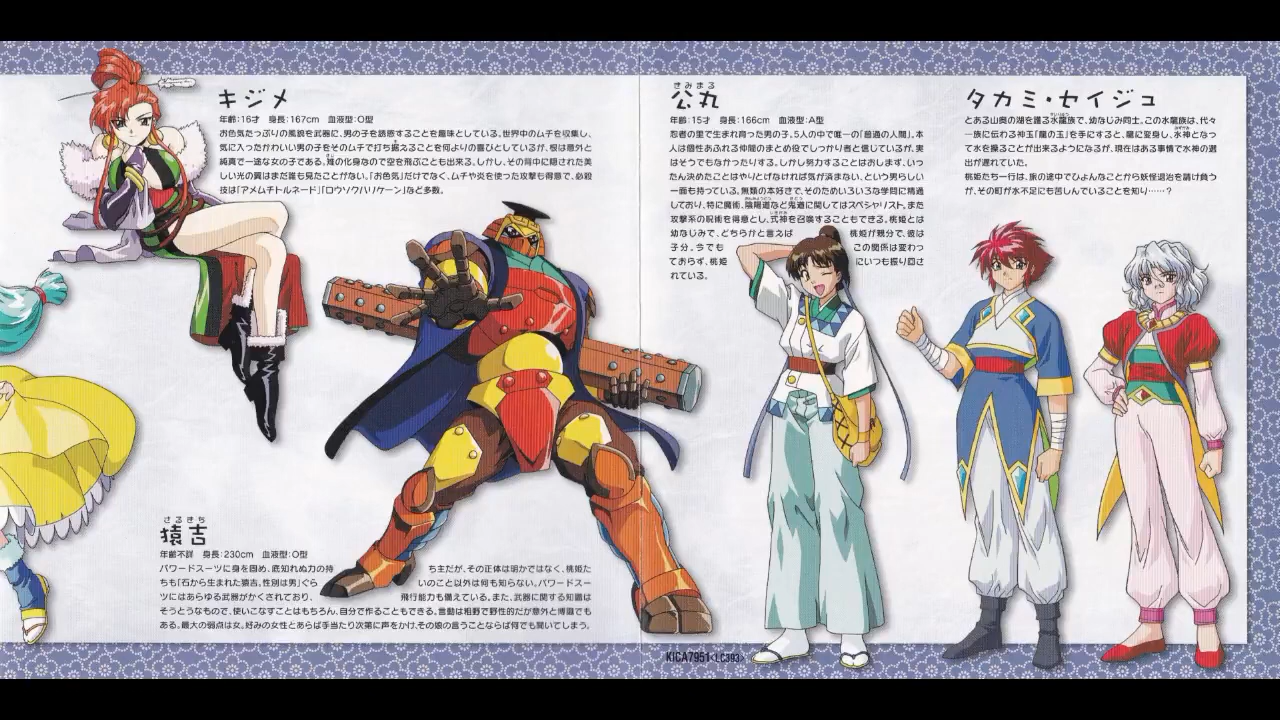 キジメ
年齢:16才 身長:167cm 血液型:O型
お色気たっぷりの風貌を武器に、男の子を誘惑することを趣味としている。世界中のムチを収集し、
気に入ったかわいい男の子をそのムチで打ち据えることを何よりの喜びとしているが、根は意外と
純真で一途な女の子である。雉の化身なので空を飛ぶことも出来る。しかし、その背中に隠された美
しい光の翼はまだ誰も見たことがない。「お色気」だけでなく、ムチや炎を使った攻撃も得意で、必殺
技は「アメムチトルネード」「ロウソクハリケーン」など多数。
さるきち
猿吉
年齢不詳 身長:230cm 血液型:O型
パワードスーツに身を固め、底知れぬ力の持ち主だが、その正体は明かではなく、桃姫た
ちも「石から生まれた猿吉。性別は男」ぐらいのこと以外は何も知らない。パワードスー
ツにはあらゆる武器がかくされており、飛行能力も備えている。また、武器に関する知識は
そうとうなもので、使いこなすことはもちろん、自分で作ることもできる。言動は粗野で野性的だが意外と博識でも
ある。最大の弱点は女。好みの女性とあらば手当たり次第に声をかけ、その娘の言うことならば何でも聞いてしまう。
きみまる
公丸
年齢:15才 身長:166cm 血液型:A型
忍者の里で生まれ育った男の子。5人の中で唯一の「普通の人間」。本
人は個性あふれる仲間のまとめ役でしっかり者と信じているが、実
はそうでもなかったりする。しかし努力することはおしまず、いっ
たん決めたことはやりとげなければ気が済まない、という男らしい
一面も持っている。無類の本好きで、そのためいろいろな学問に精通
しており、特に魔術、陰陽道など鬼道に関してはスペシャリスト。また
攻撃系の呪術を得意とし、式神を召喚することもできる。桃姫とは
幼なじみで、どちらかと言えば桃姫が親分で、彼は
子分。今でもこの関係は変わっ
ておらず、桃姫にいつも振り回さ
れている。
タカミ・セイジュ
とある山奥の湖を護る水龍族で、幼なじみ同士。この水龍族は、代々
一族に伝わる神玉「龍の玉」を手にすると、龍に変身し、水神となっ
て水を操ることが出来るようになるが、現在はある事情で水神の選
出が遅れていた。
桃姫たち一行は、旅の途中でひょんなことから妖怪退治を請け負う
が、その町が水不足にも苦しんでいることを知り……?
KICA7951<LC393>